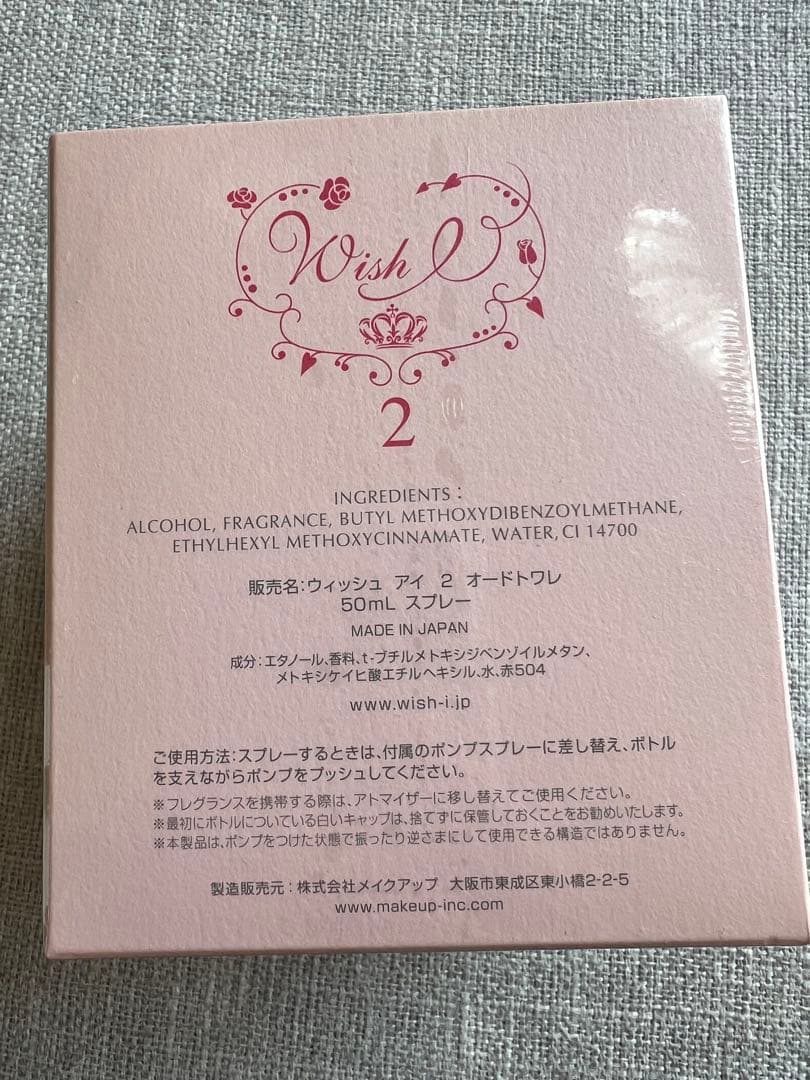 Wish I
2
INGREDIENTS：
ALCOHOL, FRAGRANCE, BUTYL METHOXYDIBENZOYLMETHANE,
ETHYLHEXYL METHOXYCINNAMATE, WATER, CI 14700
販売名：ウィッシュ アイ 2 オードトワレ
50mL スプレー
MADE IN JAPAN
成分：エタノール、香料、t-ブチルメトキシジベンゾイルメタン、
メトキシケイヒ酸エチルヘキシル、水、赤504
www.wish-i.jp
ご使用方法：スプレーするときは、付属のポンプスプレーに差し替え、ボトル
を支えながらポンプをプッシュしてください。
※フレグランスを携帯する際は、アトマイザーに移し替えてご使用ください。
※最初にボトルについている白いキャップは、捨てずに保管しておくことをお勧めいたします。
※本製品は、ポンプをつけた状態で振ったり逆さまにして使用できる構造ではありません。
製造販売元：株式会社メイクアップ 大阪市東成区東小橋2-2-5
www.makeup-inc.com